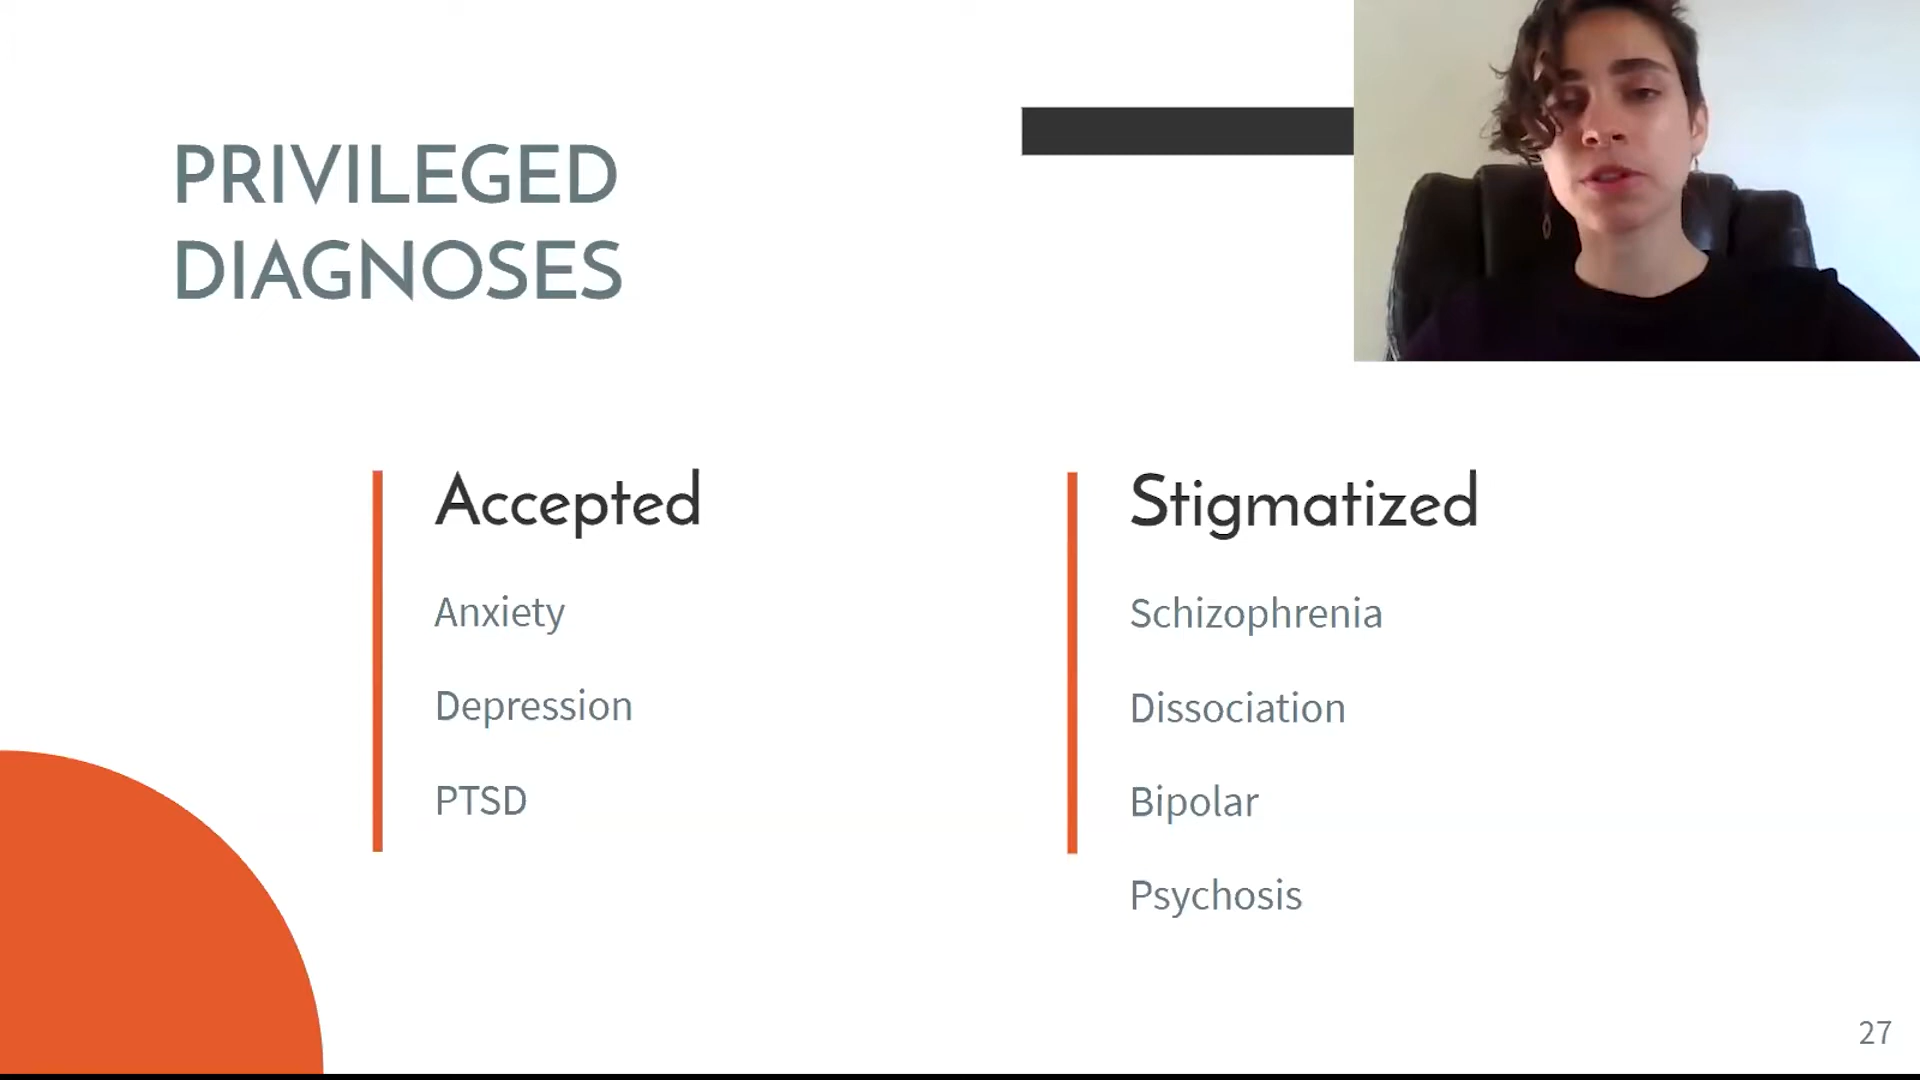 PRIVILEGED
DIAGNOSES
Accepted
Anxiety
Depression
PTSD
Stigmatized
Schizophrenia
Dissociation
Bipolar
Psychosis
27